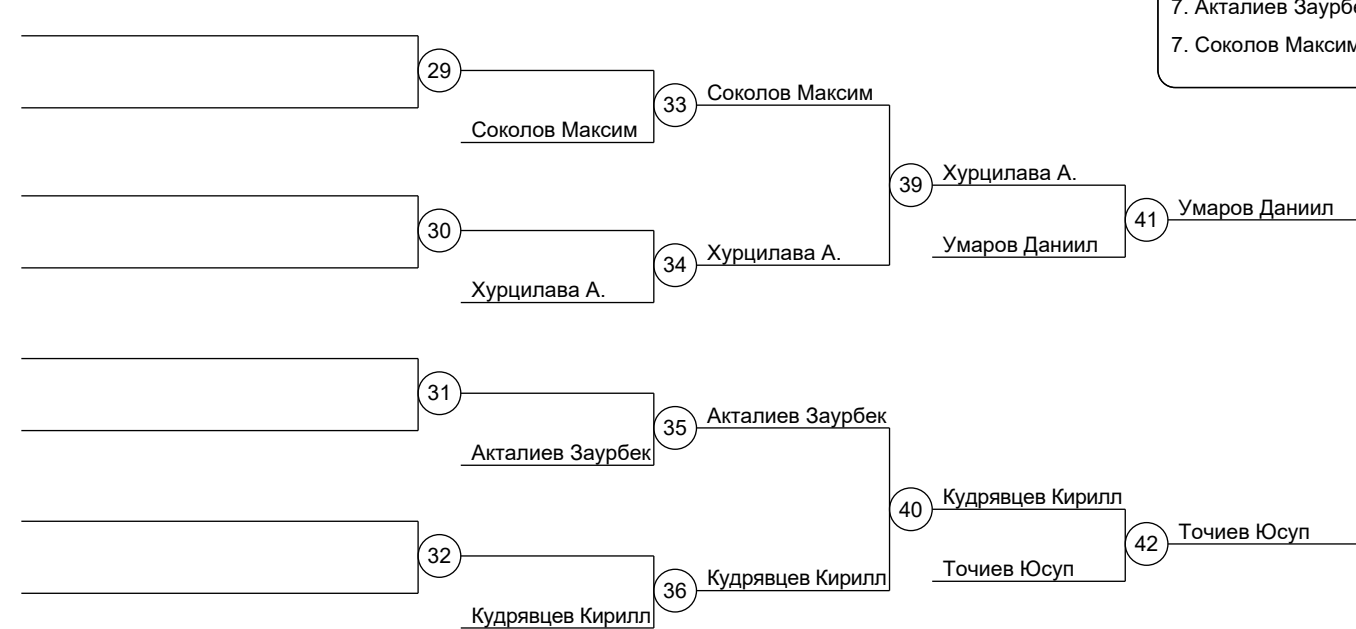 7. Акталиев Заурбе
7. Соколов Максим
29
33
Соколов Максим
Соколов Максим
39
Хурцилава А.
41
Умаров Даниил
30
34
Хурцилава А.
Умаров Даниил
Хурцилава А.
31
35
Акталиев Заурбек
Акталиев Заурбек
40
Кудрявцев Кирилл
42
Точиев Юсуп
32
36
Кудрявцев Кирилл
Точиев Юсуп
Кудрявцев Кирилл